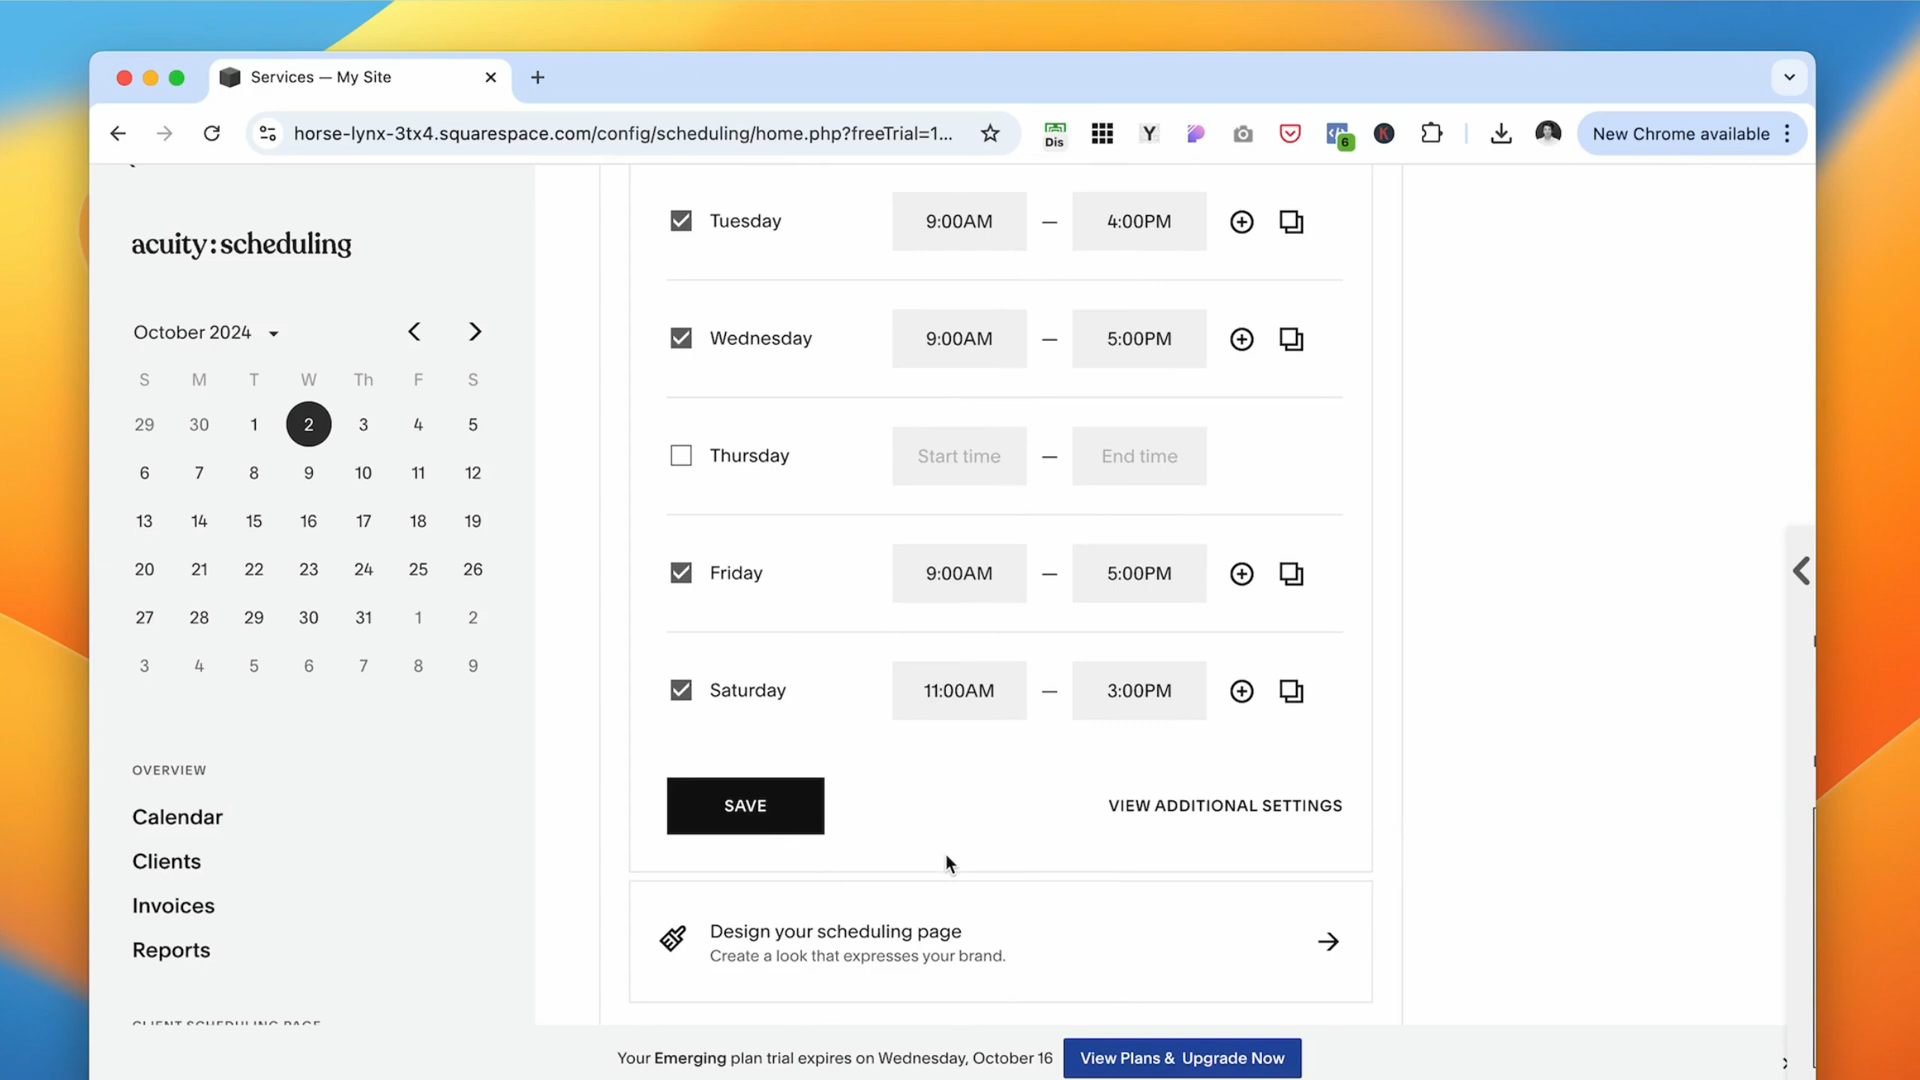 Services — My Site
horse-lynx-3tx4.squarespace.com/config/scheduling/home.php?freeTrial=1...
Dis
Y
6
K
New Chrome available
acuity:scheduling
October 2024
S M T W Th F S
29 30 1 2 3 4 5
6 7 8 9 10 11 12
13 14 15 16 17 18 19
20 21 22 23 24 25 26
27 28 29 30 31 1 2
3 4 5 6 7 8 9
OVERVIEW
Calendar
Clients
Invoices
Reports
CLIENT SCHEDULING PAGE
Tuesday 9:00AM — 4:00PM
Wednesday 9:00AM — 5:00PM
Thursday Start time — End time
Friday 9:00AM — 5:00PM
Saturday 11:00AM — 3:00PM
SAVE
VIEW ADDITIONAL SETTINGS
Design your scheduling page
Create a look that expresses your brand.
Your Emerging plan trial expires on Wednesday, October 16
View Plans & Upgrade Now